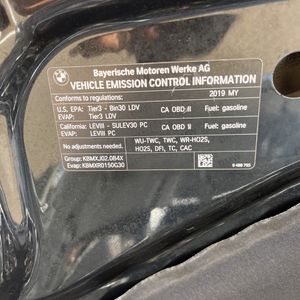 BMW
Bayerische Motoren Werke AG
VEHICLE EMISSION CONTROL INFORMATION
Conforms to regulations: 2019 MY
U.S. EPA: Tier3 - Bin30 LDV CA OBD II Fuel: gasoline
EVAP: Tier3 LDV
California: LEVIII - SULEV30 PC CA OBD II Fuel: gasoline
EVAP: LEVIII PC
No adjustments needed. WU-TWC, TWC, WR-HO2S,
HO2S, DFI, TC, CAC
Group: KBMXJ02.0B4X
Evap: KBMXR0150G30